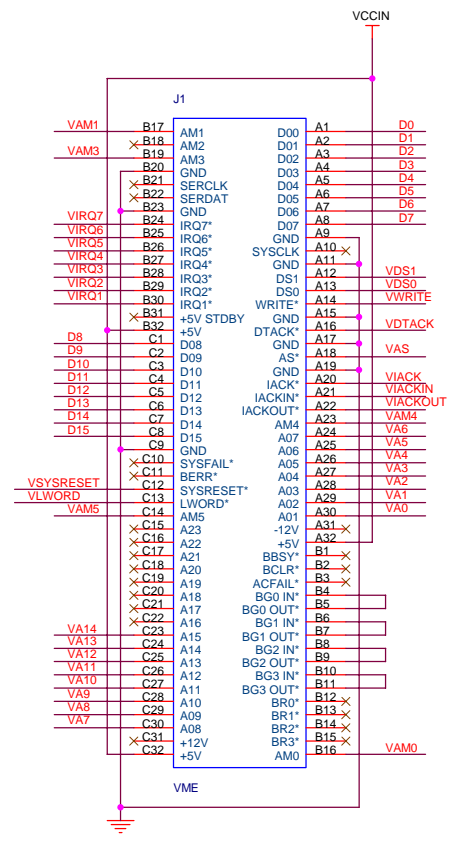 VCCIN
J1
VAM1 B17 AM1 D00 A1 D0
B18 AM2 D01 A2 D1
VAM3 B19 AM3 D02 A3 D2
B20 GND D03 A4 D3
B21 SERCLK D04 A5 D4
B22 SERDAT D05 A6 D5
B23 GND D06 A7 D6
VIRQ7 B24 IRQ7* D07 A8 D7
VIRQ6 B25 IRQ6* GND A9
VIRQ5 B26 IRQ5* SYSCLK A10
VIRQ4 B27 IRQ4* GND A11
VIRQ3 B28 IRQ3* DS1 A12 VDS1
VIRQ2 B29 IRQ2* DS0 A13 VDS0
VIRQ1 B30 IRQ1* WRITE* A14 VWRITE
B31 +5V STDBY GND A15
B32 +5V DTACK* A16 VDTACK
D8 C1 D08 GND A17
D9 C2 D09 AS* A18 VAS
D10 C3 D10 GND A19
D11 C4 D11 IACK* A20 VIACK
D12 C5 D12 IACKIN* A21 VIACKIN
D13 C6 D13 IACKOUT* A22 VIACKOUT
D14 C7 D14 AM4 A23 VAM4
D15 C8 D15 A07 A24 VA6
C9 GND A06 A25 VA5
C10 SYSFAIL* A05 A26 VA4
C11 BERR* A04 A27 VA3
VSYSRESET C12 SYSRESET* A03 A28 VA2
VLWORD C13 LWORD* A02 A29 VA1
VAM5 C14 AM5 A01 A30 VA0
C15 A23 -12V A31
C16 A22 +5V A32
C17 A21 BBSY* B1
C18 A20 BCLR* B2
C19 A19 ACFAIL* B3
C20 A18 BG0 IN* B4
C21 A17 BG0 OUT* B5
C22 A16 BG1 IN* B6
VA14 C23 A15 BG1 OUT* B7
VA13 C24 A14 BG2 IN* B8
VA12 C25 A13 BG2 OUT* B9
VA11 C26 A12 BG3 IN* B10
VA10 C27 A11 BG3 OUT* B11
VA9 C28 A10 BR0* B12
VA8 C29 A09 BR1* B13
VA7 C30 A08 BR2* B14
C31 +12V BR3* B15
C32 +5V AM0 B16 VAM0
VME